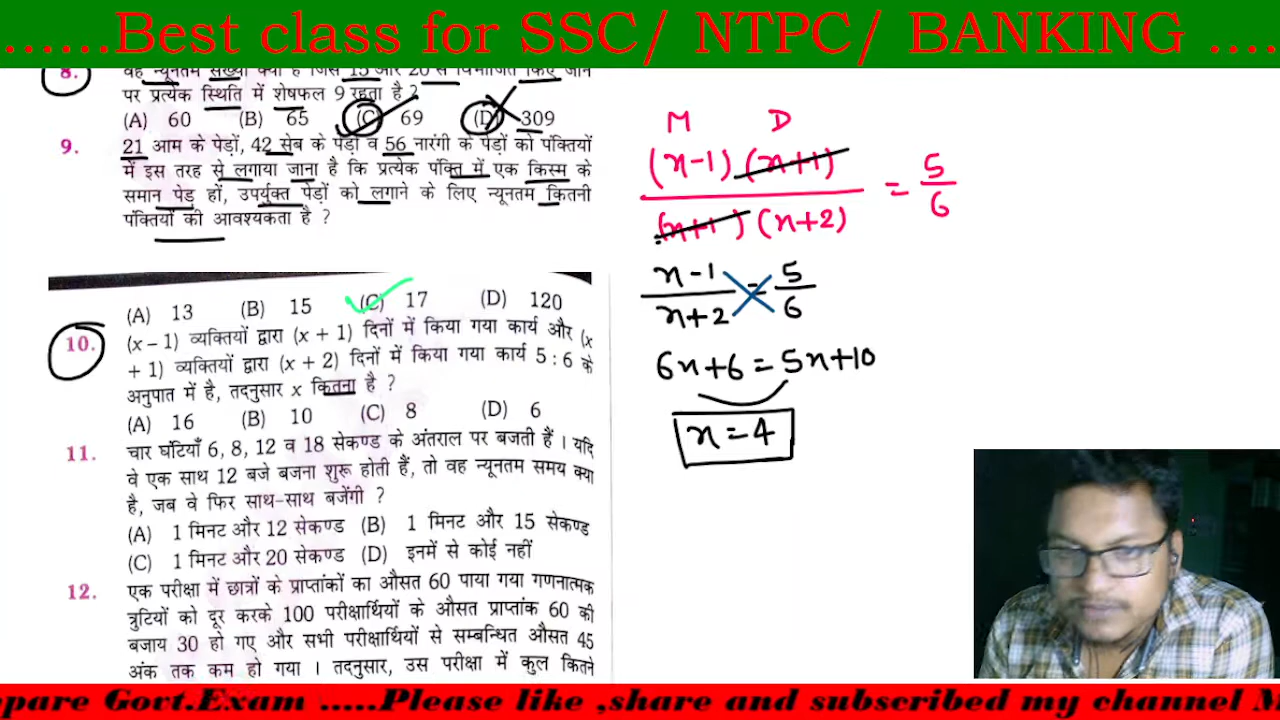 ......Best class for SSC/ NTPC/ BANKING ....
8. वह न्यूनतम संख्या क्या है जिसे 15 और 20 से विभाजित किए जाने
पर प्रत्येक स्थिति में शेषफल 9 रहता है ?
(A) 60 (B) 65 (C) 69 (D) 309
9. 21 आम के पेड़ों, 42 सेब के पेड़ों व 56 नारंगी के पेड़ों को पंक्तियों
में इस तरह से लगाया जाना है कि प्रत्येक पंक्ति में एक किस्म के
समान पेड़ हों, उपर्युक्त पेड़ों को लगाने के लिए न्यूनतम कितनी
पंक्तियों की आवश्यकता है ?
(A) 13 (B) 15 (C) 17 (D) 120
10. (x – 1) व्यक्तियों द्वारा (x + 1) दिनों में किया गया कार्य और (x
+ 1) व्यक्तियों द्वारा (x + 2) दिनों में किया गया कार्य 5 : 6 के
अनुपात में है, तदनुसार x कितना है ?
(A) 16 (B) 10 (C) 8 (D) 6
11. चार घंटियाँ 6, 8, 12 व 18 सेकण्ड के अंतराल पर बजती हैं । यदि
वे एक साथ 12 बजे बजना शुरू होती हैं, तो वह न्यूनतम समय क्या
है, जब वे फिर साथ-साथ बजेंगी ?
(A) 1 मिनट और 12 सेकण्ड (B) 1 मिनट और 15 सेकण्ड
(C) 1 मिनट और 20 सेकण्ड (D) इनमें से कोई नहीं
12. एक परीक्षा में छात्रों के प्राप्तांकों का औसत 60 पाया गया गणनात्मक
त्रुटियों को दूर करके 100 परीक्षार्थियों के औसत प्राप्तांक 60 की
बजाय 30 हो गए और सभी परीक्षार्थियों से सम्बन्धित औसत 45
अंक तक कम हो गया । तदनुसार, उस परीक्षा में कुल कितने
M D
(x-1) (x+1)
(x+1) (x+2)
= 5/6
x-1 / x+2 = 5/6
6x+6 = 5x+10
x=4
epare Govt.Exam .....Please like ,share and subscribed my channel M